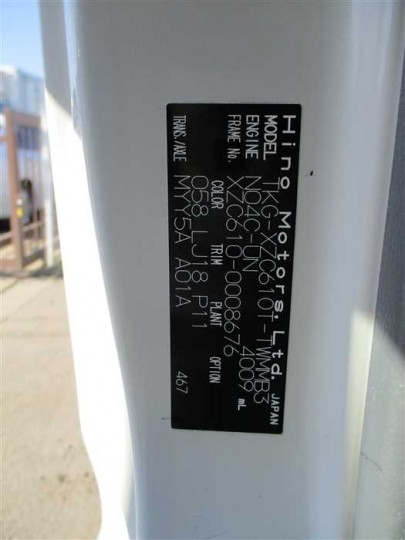 Hino Motors, Ltd. JAPAN
MODEL TKG-XZC610T-TWMMB3
ENGINE N04C-UN 4009 mL
FRAME No. XZC610-0008676
COLOR TRIM PLANT OPTION
058 LJ18 P11
TRANS./AXLE MYY5A A01A 467